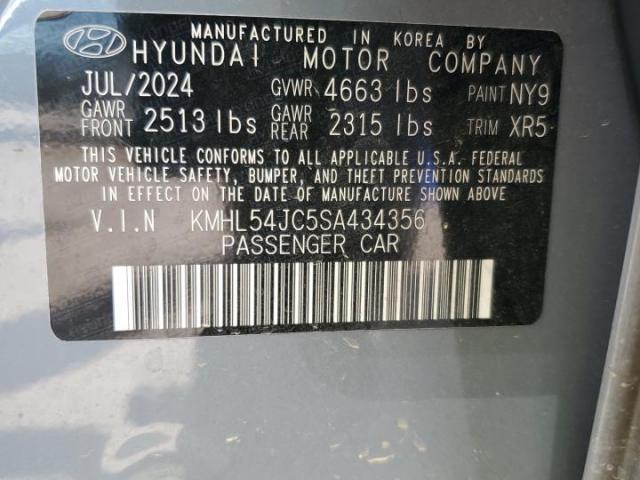 MANUFACTURED IN KOREA BY
HYUNDAI MOTOR COMPANY
JUL/2024 GVWR 4663 lbs PAINT NY9
GAWR FRONT 2513 lbs GAWR REAR 2315 lbs TRIM XR5
THIS VEHICLE CONFORMS TO ALL APPLICABLE U.S.A. FEDERAL
MOTOR VEHICLE SAFETY, BUMPER, AND THEFT PREVENTION STANDARDS
IN EFFECT ON THE DATE OF MANUFACTURE SHOWN ABOVE
V.I.N KMHL54JC5SA434356
PASSENGER CAR